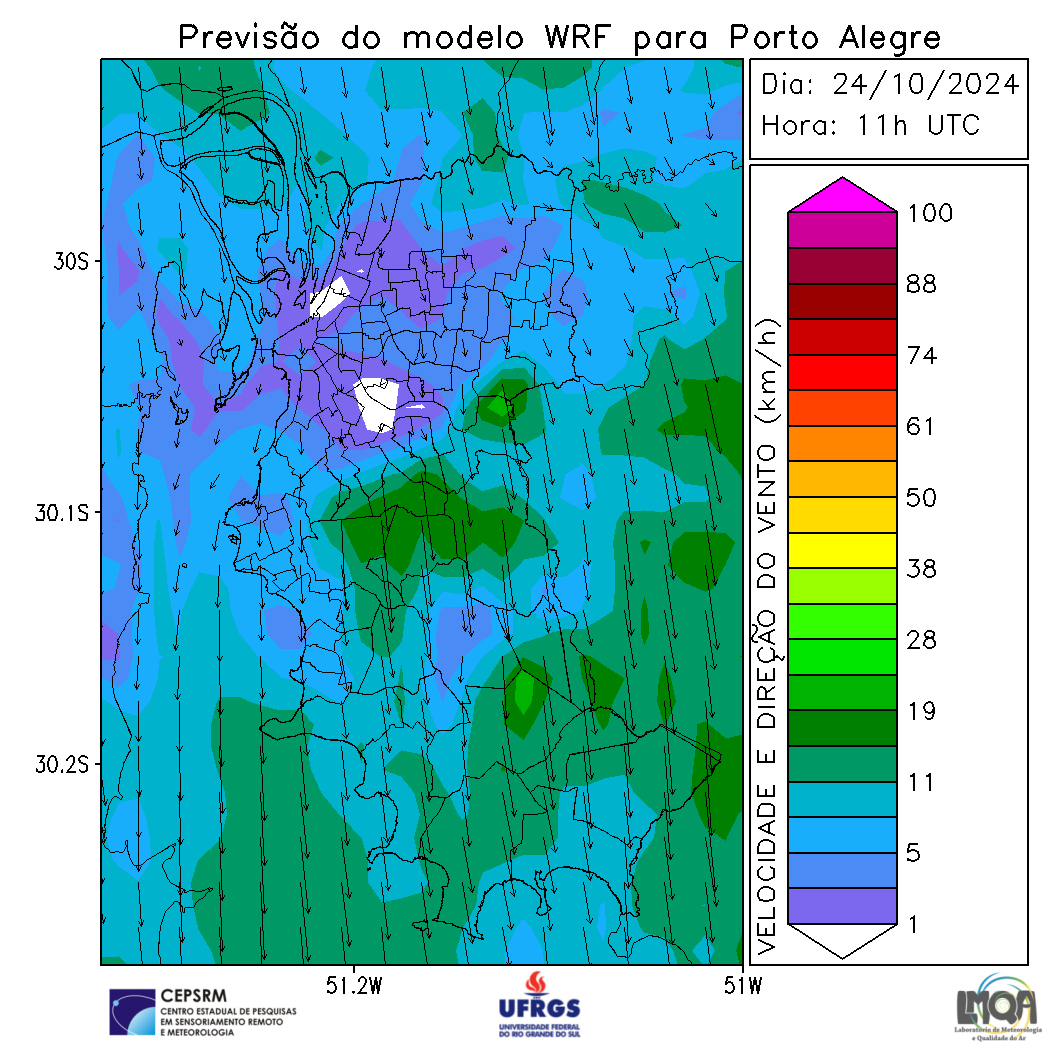 Previsão do modelo WRF para Porto Alegre
Dia: 24/10/2024
Hora: 11h UTC
100
88
74
61
50
38
28
19
11
5
1
VELOCIDADE E DIREÇÃO DO VENTO (km/h)
30S
30.1S
30.2S
51.2W
51W
CEPSRM
CENTRO ESTADUAL DE PESQUISAS
EM SENSORIAMENTO REMOTO
E METEOROLOGIA
UFRGS
UNIVERSIDADE FEDERAL
DO RIO GRANDE DO SUL
LMQA
Laboratório de Meteorologia
e Qualidade do Ar